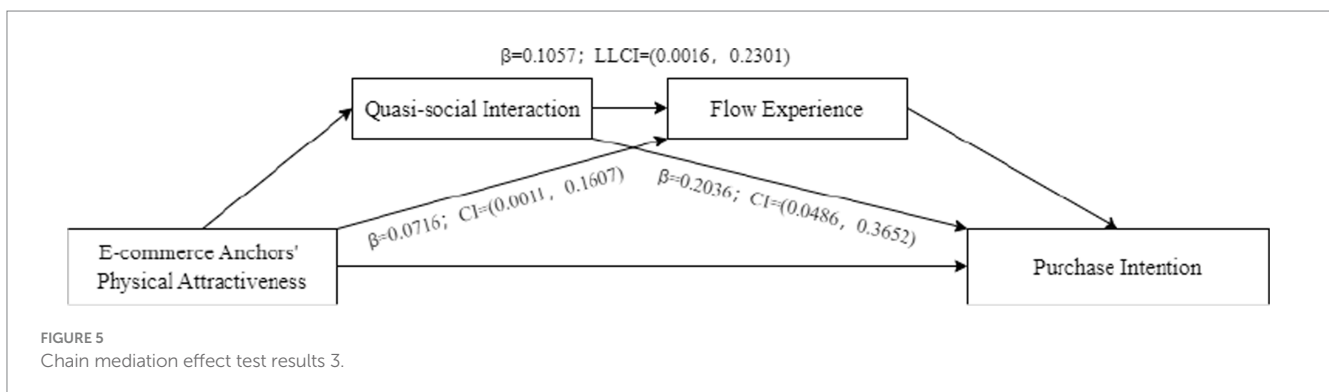 β=0.1057; LLCI=(0.0016, 0.2301)
Quasi-social Interaction
Flow Experience
β=0.0716; CI=(0.0011, 0.1607)
β=0.2036; CI=(0.0486, 0.3652)
E-commerce Anchors'
Physical Attractiveness
Purchase Intention
FIGURE 5
Chain mediation effect test results 3.